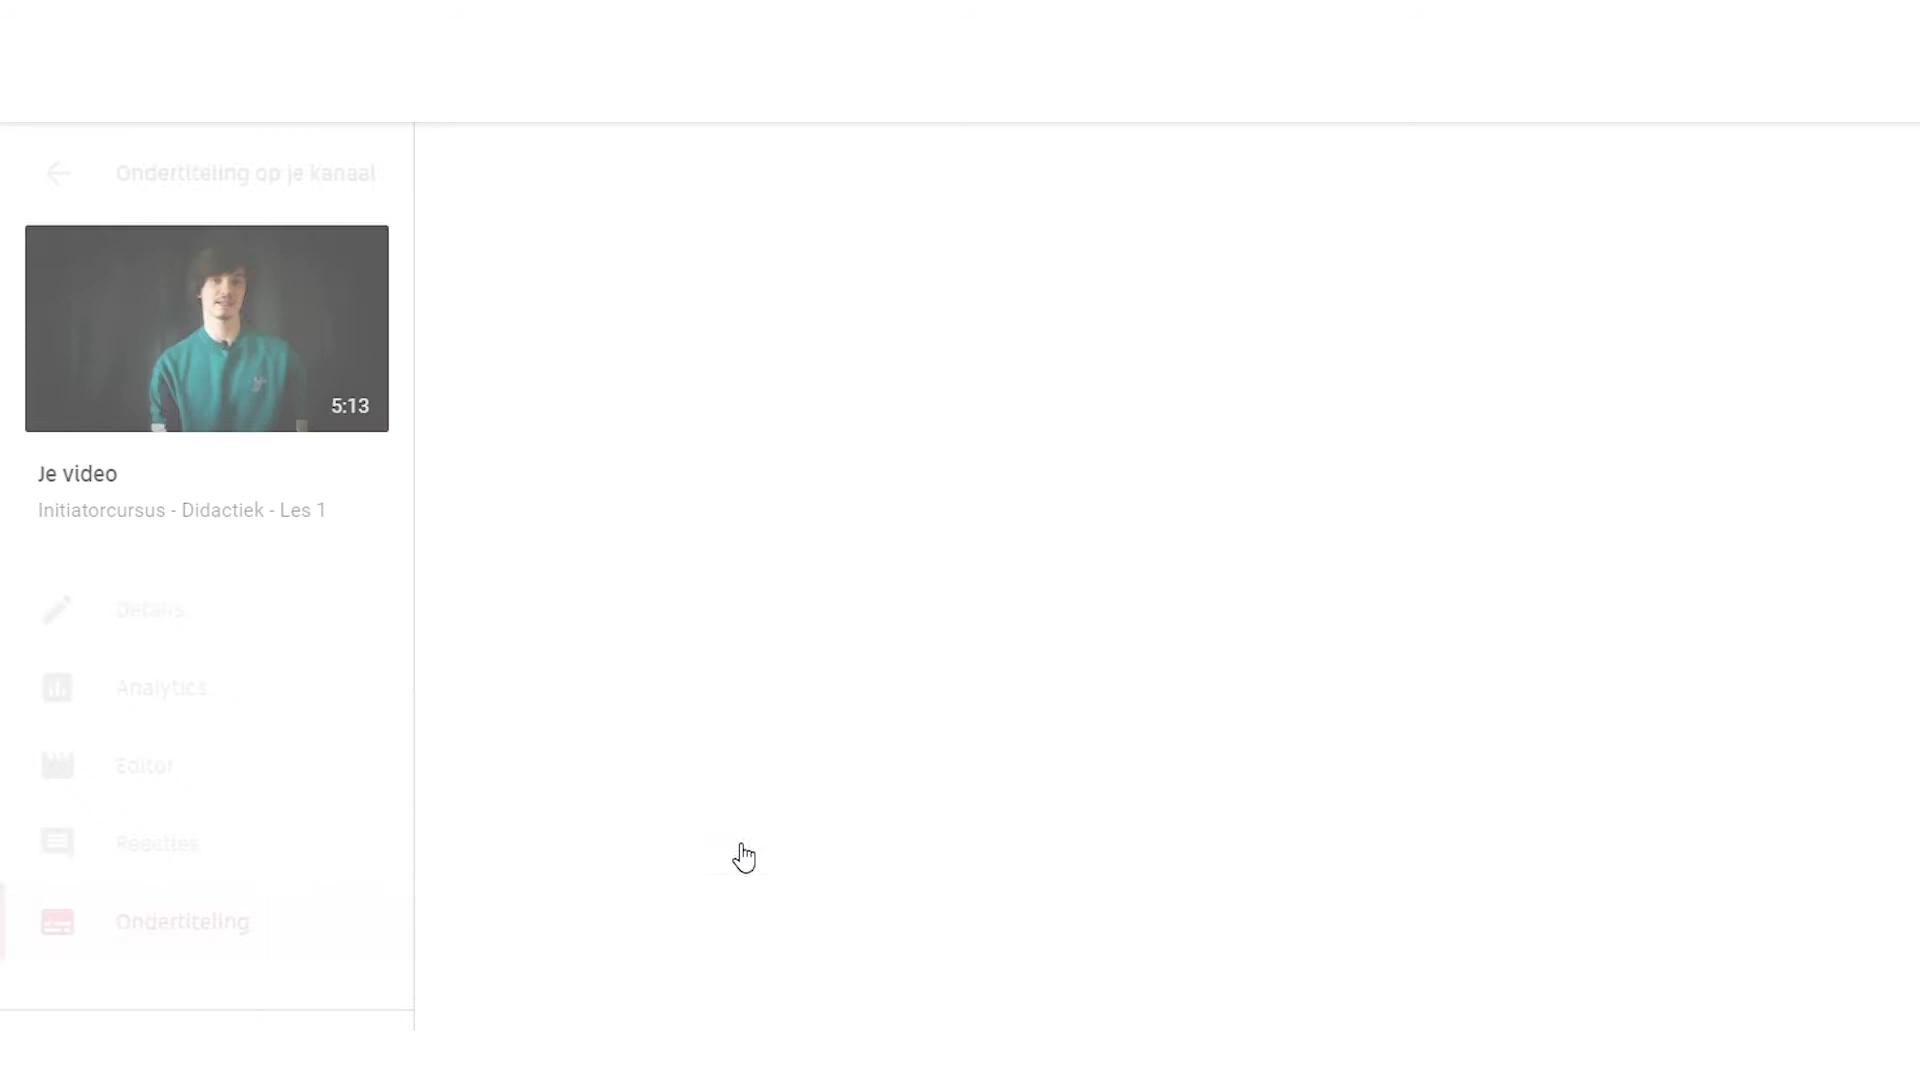 Ondertiteling op je kanaal
5:13
Je video
Initiatorcursus - Didactiek - Les 1
Details
Analytics
Editor
Reacties
Ondertiteling